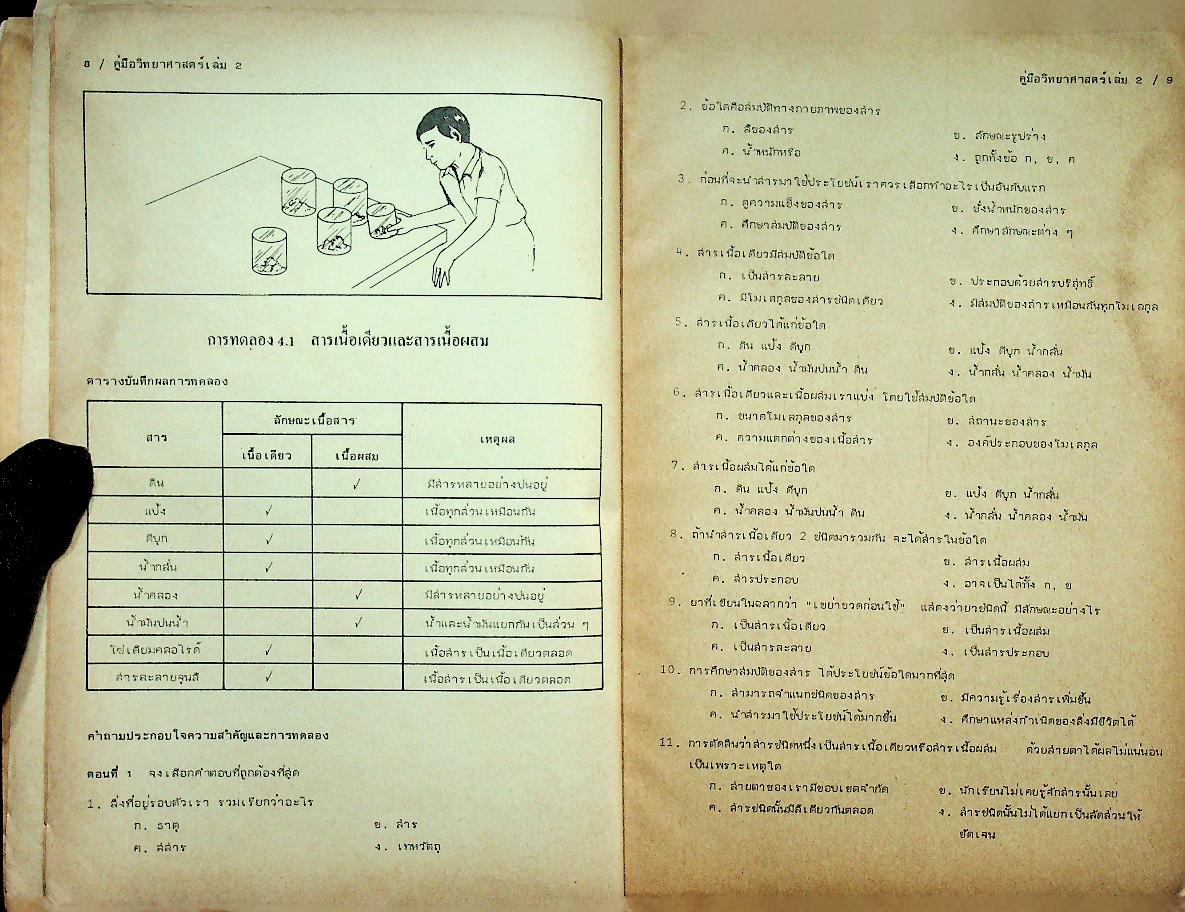 8 / คู่มือวิทยาศาสตร์เล่ม 2
การทดลอง 4.1 สารเนื้อเดียวและสารเนื้อผสม
ตารางบันทึกผลการทดลอง
สาร ลักษณะเนื้อสาร เหตุผล
เนื้อเดียว เนื้อผสม
ดิน ✓ มีสารหลายอย่างปนอยู่
แป้ง ✓ เนื้อทุกส่วนเหมือนกัน
ดีบุก ✓ เนื้อทุกส่วนเหมือนกัน
น้ำกลั่น ✓ เนื้อทุกส่วนเหมือนกัน
น้ำคลอง ✓ มีสารหลายอย่างปนอยู่
น้ำมันปนน้ำ ✓ น้ำและน้ำมันแยกกันเป็นส่วน ๆ
โซเดียมคลอไรด์ ✓ เนื้อสารเป็นเนื้อเดียวตลอด
สารละลายจุนสี ✓ เนื้อสารเป็นเนื้อเดียวตลอด
คำถามประกอบใจความสำคัญและการทดลอง
ตอนที่ 1 จงเลือกคำตอบที่ถูกต้องที่สุด
1. สิ่งที่อยู่รอบตัวเรา รวมเรียกว่าอะไร
ก. ธาตุ ข. สาร
ค. สสาร ง. เทหวัตถุ
คู่มือวิทยาศาสตร์เล่ม 2 / 9
2. ข้อใดคือสมบัติทางกายภาพของสาร
ก. สีของสาร ข. ลักษณะรูปร่าง
ค. น้ำหนักหรือ ง. ถูกทั้งข้อ ก, ข, ค
3. ก่อนที่จะนำสารมาใช้ประโยชน์เราควรเลือกทำอะไรเป็นอันดับแรก
ก. ดูความแข็งของสาร ข. ชั่งน้ำหนักของสาร
ค. ศึกษาสมบัติของสาร ง. ศึกษาลักษณะต่าง ๆ
4. สารเนื้อเดียวมีสมบัติข้อใด
ก. เป็นสารละลาย ข. ประกอบด้วยสารบริสุทธิ์
ค. มีโมเลกุลของสารชนิดเดียว ง. มีสมบัติของสารเหมือนกันทุกโมเลกุล
5. สารเนื้อเดียวได้แก่ข้อใด
ก. ดิน แป้ง ดีบุก ข. แป้ง ดีบุก น้ำกลั่น
ค. น้ำคลอง น้ำมันปนน้ำ ดิน ง. น้ำกลั่น น้ำคลอง น้ำมัน
6. สารเนื้อเดียวและเนื้อผสมเราแบ่ง โดยใช้สมบัติข้อใด
ก. ขนาดโมเลกุลของสาร ข. สถานะของสาร
ค. ความแตกต่างของเนื้อสาร ง. องค์ประกอบของโมเลกุล
7. สารเนื้อผสมได้แก่ข้อใด
ก. ดิน แป้ง ดีบุก ข. แป้ง ดีบุก น้ำกลั่น
ค. น้ำคลอง น้ำมันปนน้ำ ดิน ง. น้ำกลั่น น้ำคลอง น้ำมัน
8. ถ้านำสารเนื้อเดียว 2 ชนิดมารวมกัน จะได้สารในข้อใด
ก. สารเนื้อเดียว ข. สารเนื้อผสม
ค. สารประกอบ ง. อาจเป็นได้ทั้ง ก, ข
9. ยาที่เขียนในฉลากว่า "เขย่าขวดก่อนใช้" แสดงว่ายาชนิดนี้ มีลักษณะอย่างไร
ก. เป็นสารเนื้อเดียว ข. เป็นสารเนื้อผสม
ค. เป็นสารละลาย ง. เป็นสารประกอบ
10. การศึกษาสมบัติของสาร ได้ประโยชน์ข้อใดมากที่สุด
ก. สามารถจำแนกชนิดของสาร ข. มีความรู้เรื่องสารเพิ่มขึ้น
ค. นำสารมาใช้ประโยชน์ได้มากขึ้น ง. ศึกษาแหล่งกำเนิดของสิ่งมีชีวิตได้
11. การตัดสินว่าสารชนิดหนึ่งเป็นสารเนื้อเดียวหรือสารเนื้อผสม ด้วยสายตาได้ผลไม่แน่นอน
เป็นเพราะเหตุใด
ก. สายตาของเรามีขอบเขตจำกัด ข. นักเรียนไม่เคยรู้จักสารนั้นเลย
ค. สารชนิดนั้นมีสีเดียวกันตลอด ง. สารชนิดนั้นไม่ได้แยกเป็นสัดส่วนให้
ชัดเจน